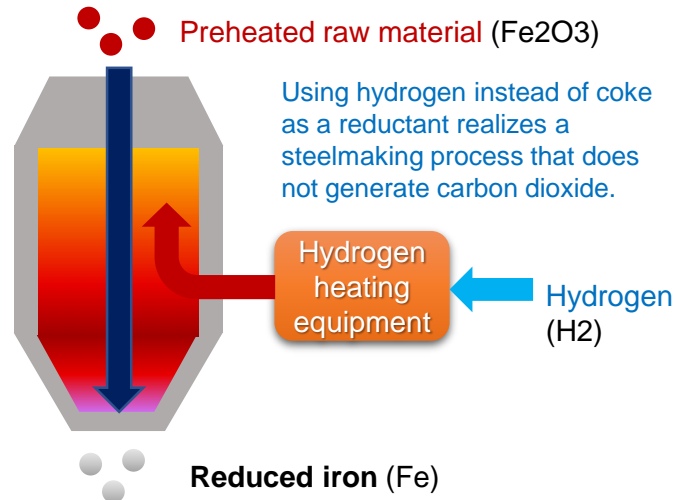 Preheated raw material (Fe2O3)
Using hydrogen instead of coke
as a reductant realizes a
steelmaking process that does
not generate carbon dioxide.
Hydrogen
heating
equipment
Hydrogen
(H2)
Reduced iron (Fe)